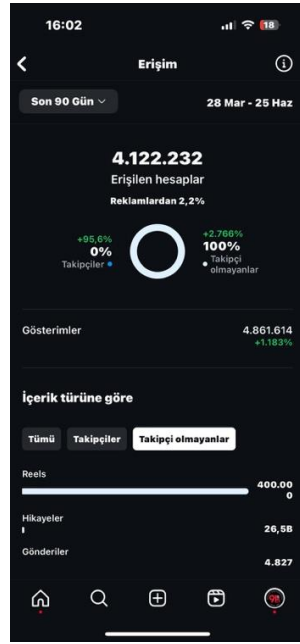 16:02
18
Erişim
Son 90 Gün
28 Mar - 25 Haz
4.122.232
Erişilen hesaplar
Reklamlardan 2,2%
+95,6%
0%
Takipçiler
+2.766%
100%
Takipçi
olmayanlar
Gösterimler
4.861.614
+1.183%
İçerik türüne göre
Tümü
Takipçiler
Takipçi olmayanlar
Reels
400.00
0
Hikayeler
26,5B
Gönderiler
4.827